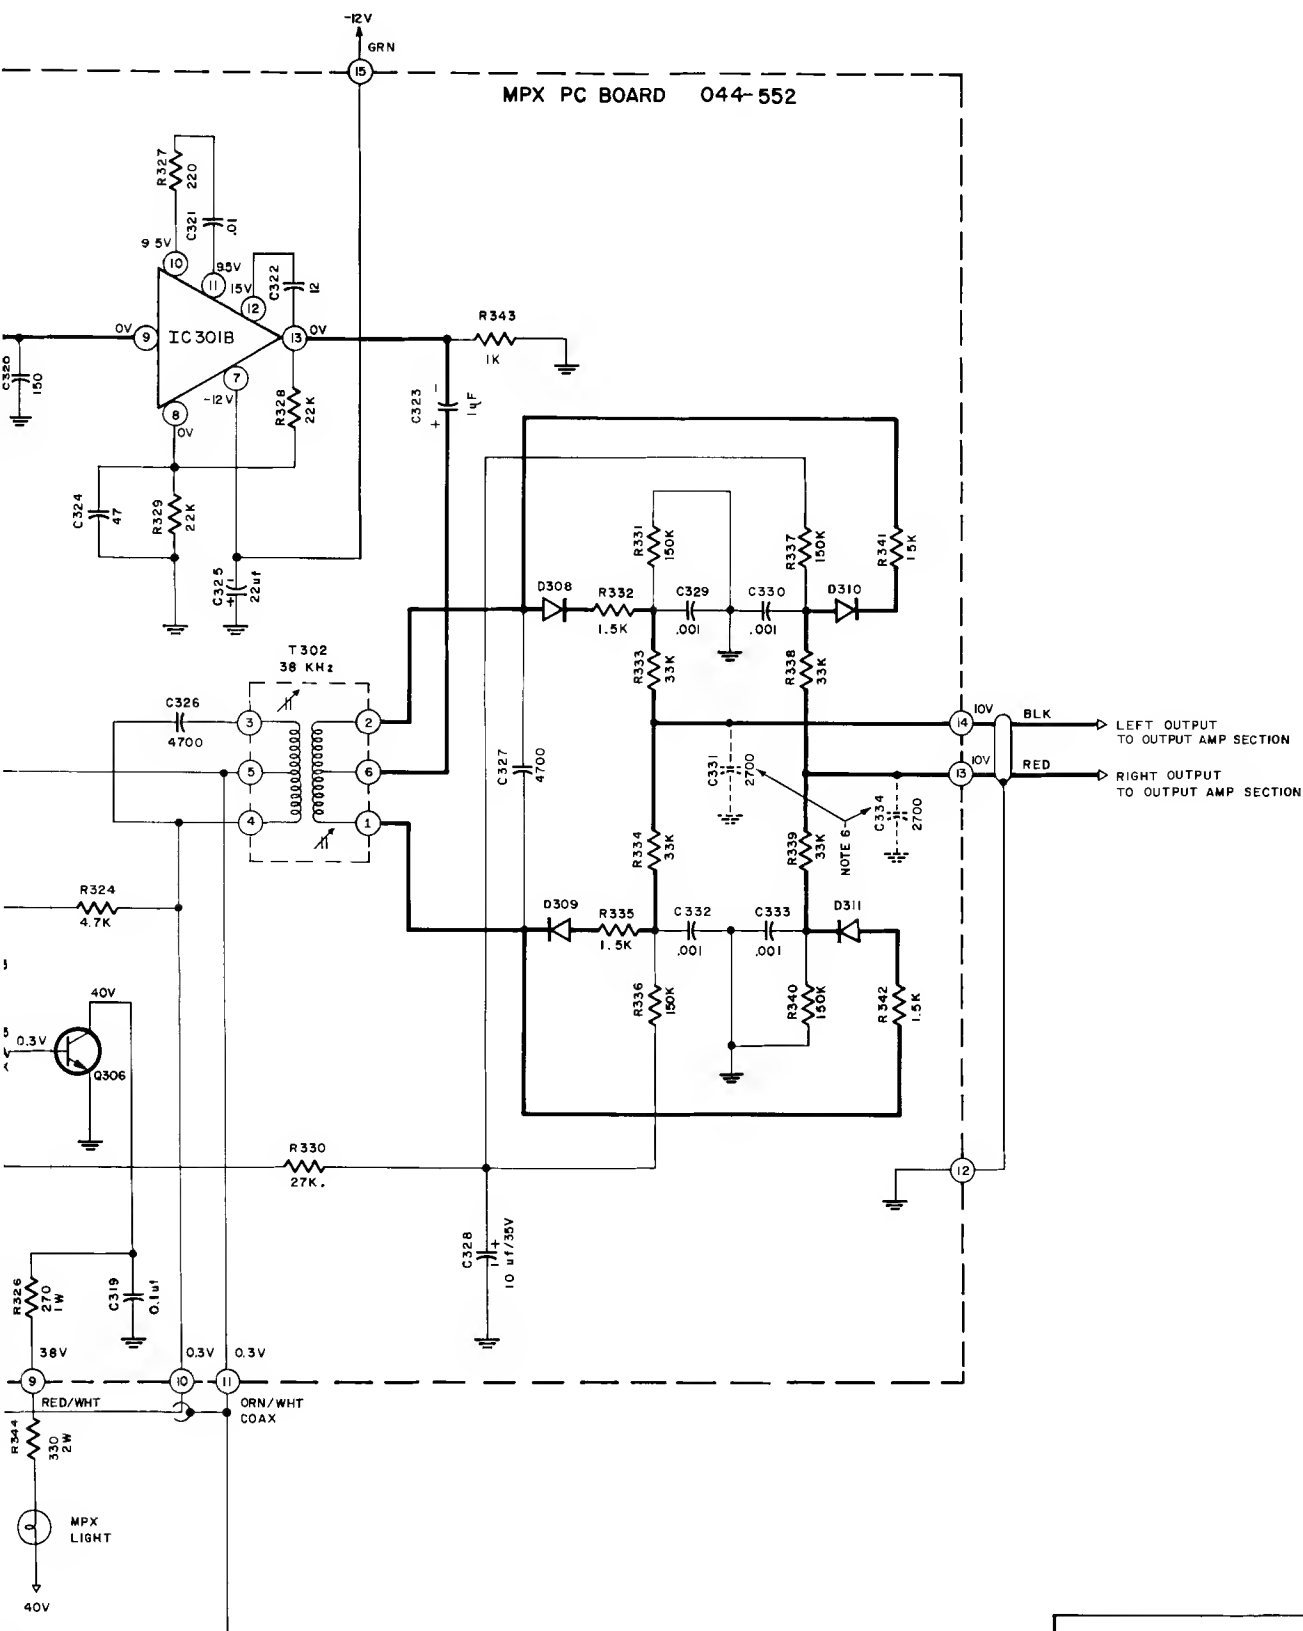 -12V
GRN
15
MPX PC BOARD 044-552
R327
220
C321
.01
9 5V
10
95V
11
15V
12
C322
12
0V
9
IC301B
13
0V
R343
1K
C320
150
7
-12V
8
0V
R328
22K
C323
-
+
1µF
C324
47
R329
22K
C325
-
+
22uf
R331
150K
R337
150K
R341
1.5K
D308
R332
1.5K
C329
.001
C330
.001
D310
T302
38 KHz
R333
33K
R338
33K
C326
4700
3
2
5
6
4
1
C327
4700
C331
2700
14
10V
BLK
LEFT OUTPUT
TO OUTPUT AMP SECTION
13
10V
RED
RIGHT OUTPUT
TO OUTPUT AMP SECTION
C334
2700
NOTE 6
R334
33K
R339
33K
R324
4.7K
D309
R335
1.5K
C332
.001
C333
.001
D311
R336
150K
R340
150K
R342
1.5K
40V
0.3V
Q306
R330
27K.
12
C328
+
10 uf/35V
R326
270
1W
C319
0.1uf
38V
0.3V
0.3V
9
10
11
RED/WHT
ORN/WHT
COAX
R344
330
2W
MPX
LIGHT
40V